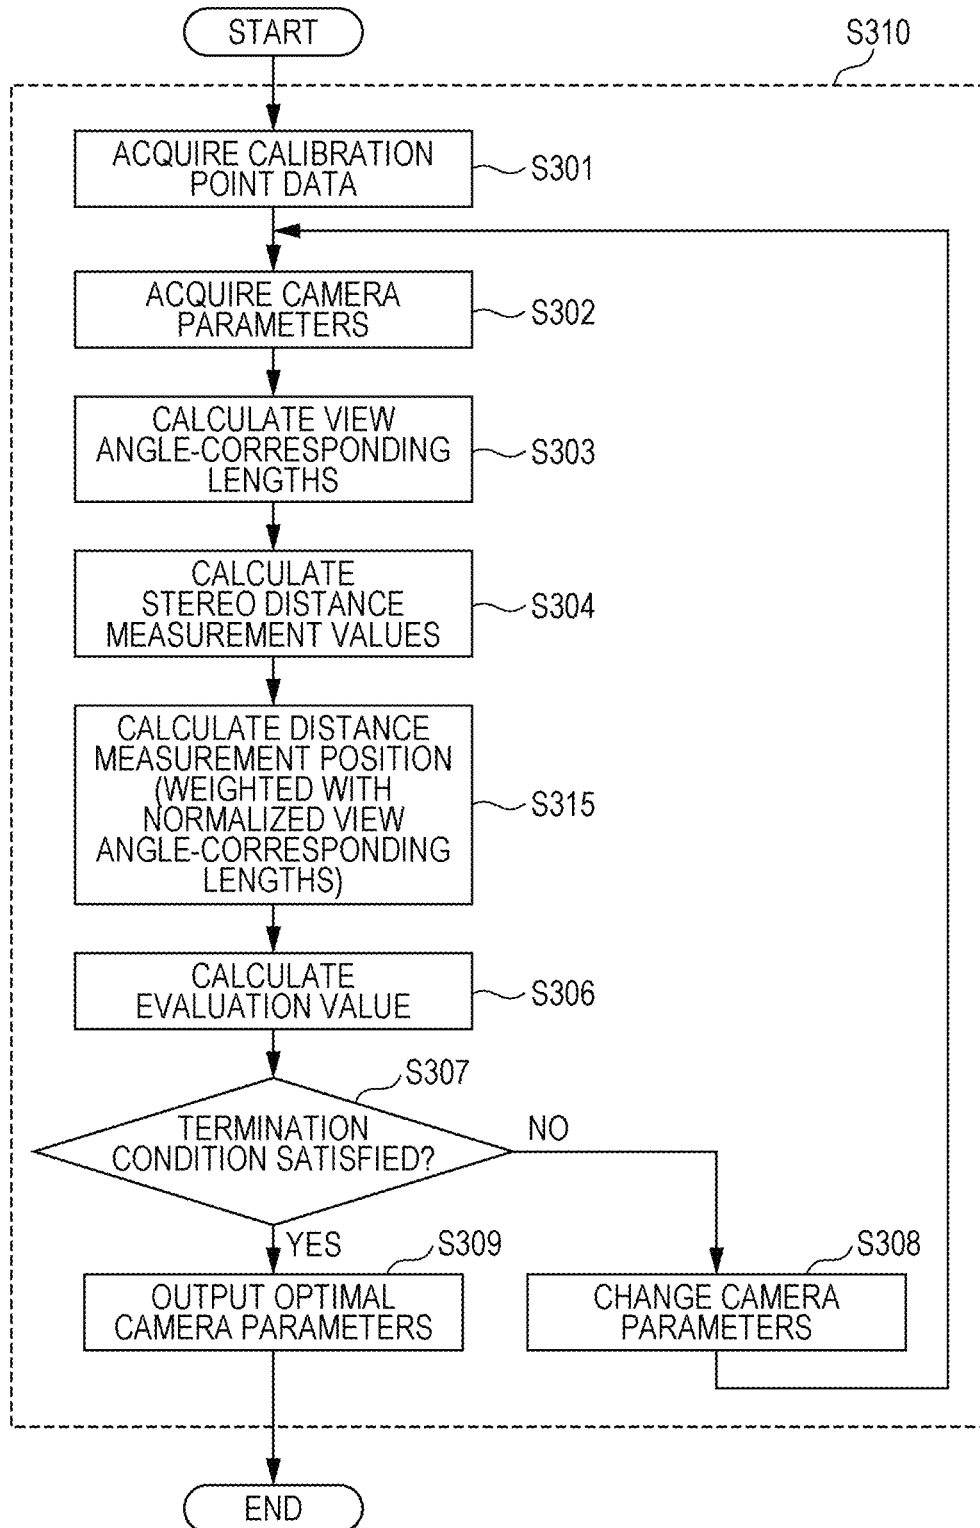 START
S310
ACQUIRE CALIBRATION
POINT DATA
S301
ACQUIRE CAMERA
PARAMETERS
S302
CALCULATE VIEW
ANGLE-CORRESPONDING
LENGTHS
S303
CALCULATE
STEREO DISTANCE
MEASUREMENT VALUES
S304
CALCULATE DISTANCE
MEASUREMENT POSITION
(WEIGHTED WITH
NORMALIZED VIEW
ANGLE-CORRESPONDING
LENGTHS)
S315
CALCULATE
EVALUATION VALUE
S306
S307
TERMINATION
CONDITION SATISFIED?
NO
YES
S309
OUTPUT OPTIMAL
CAMERA PARAMETERS
S308
CHANGE CAMERA
PARAMETERS
END